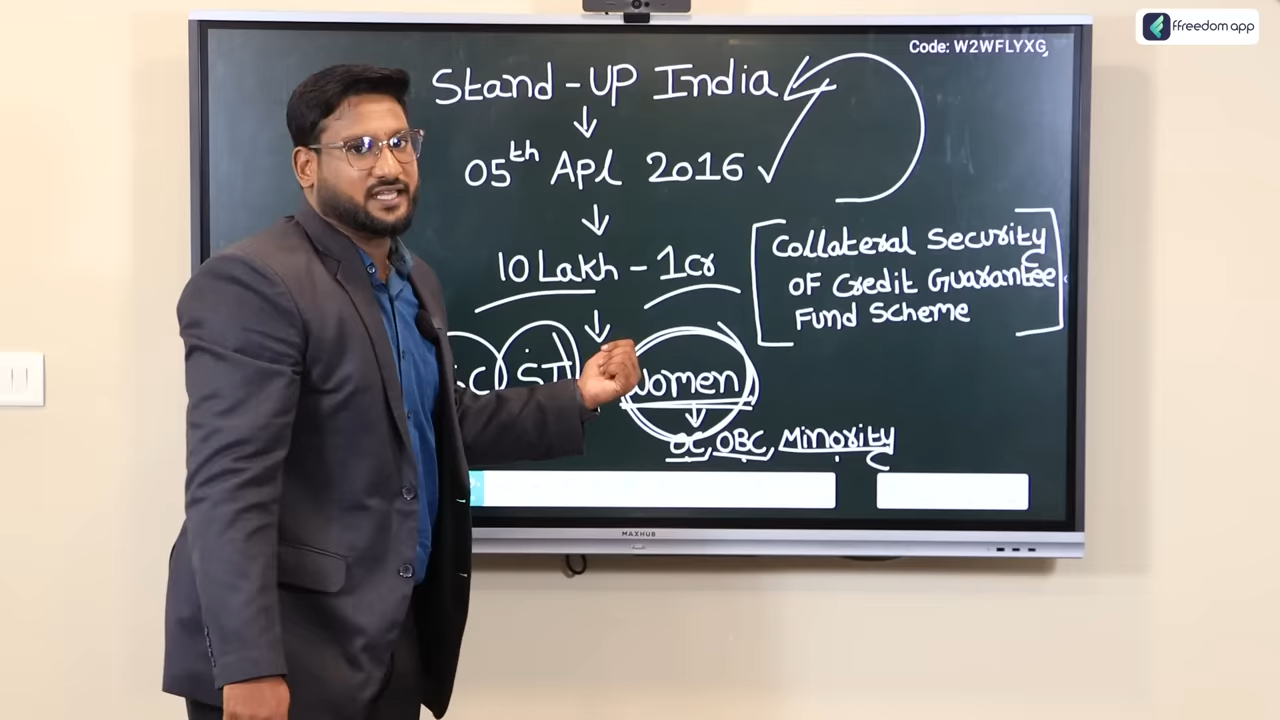 ffreedom app
Code: W2WFLYXG
Stand-UP India
05th Apl 2016
10 Lakh - 1Cr
Collateral Security
OF Credit Guarantee
Fund Scheme
ST
Women
OC, OBC, Minority
MAXHUB